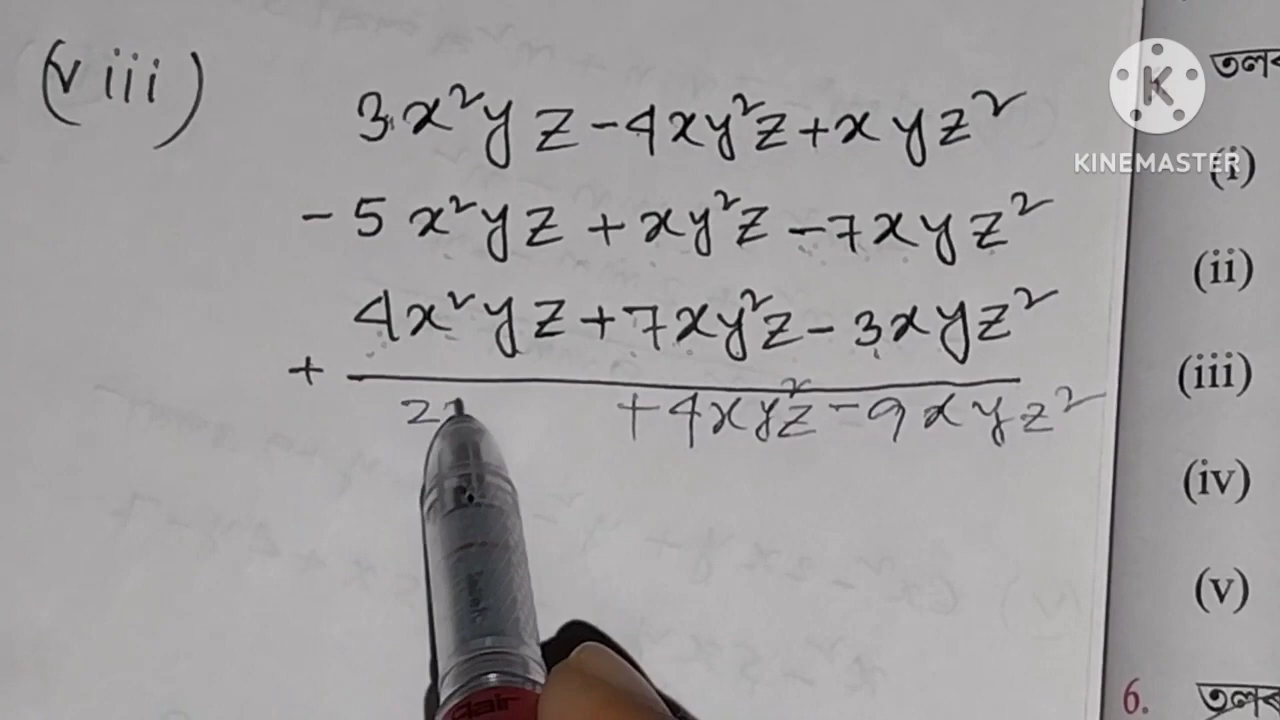 (viii)
3x²yz-4xy²z+xyz²
-5x²yz+xy²z-7xyz²
4x²yz+7xy²z-3xyz²
+
+4xy²z-9xyz²
KINEMASTER
(i)
(ii)
(iii)
(iv)
(v)
6.